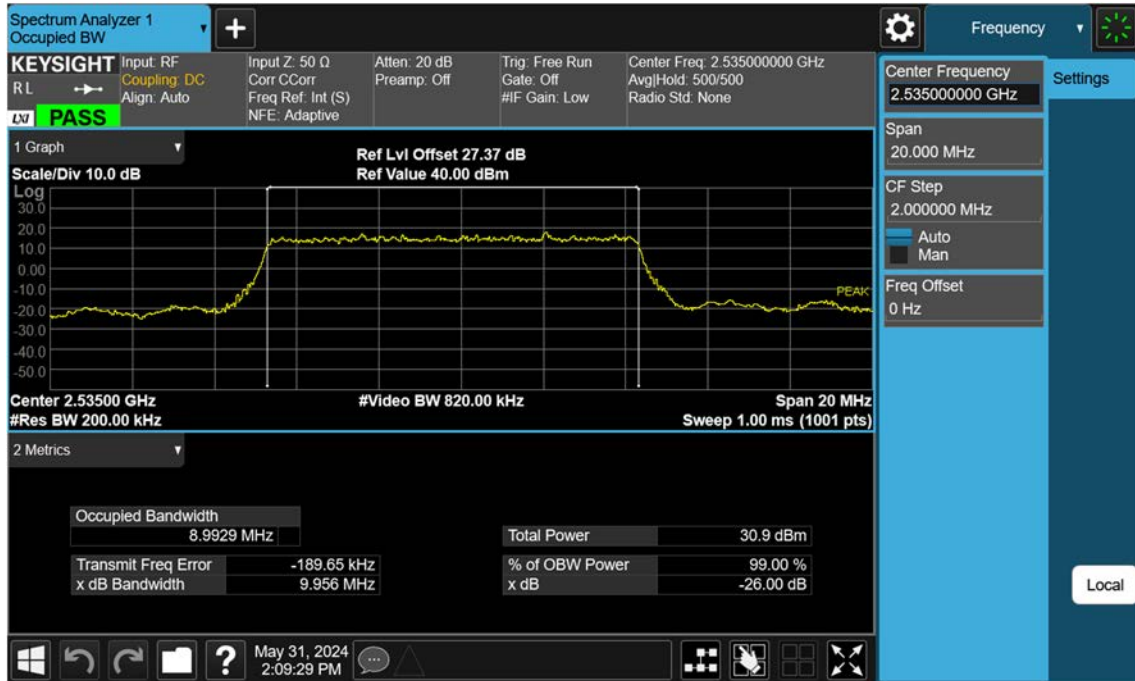 Spectrum Analyzer 1
Occupied BW
Frequency
KEYSIGHT
Input: RF
Coupling: DC
Align: Auto
Input Z: 50 Ω
Corr CCorr
Freq Ref: Int (S)
NFE: Adaptive
Atten: 20 dB
Preamp: Off
Trig: Free Run
Gate: Off
#IF Gain: Low
Center Freq: 2.535000000 GHz
Avg|Hold: 500/500
Radio Std: None
R L
LXI
PASS
Center Frequency
2.535000000 GHz
Settings
Span
20.000 MHz
CF Step
2.000000 MHz
Auto
Man
Freq Offset
0 Hz
Local
1 Graph
Ref Lvl Offset 27.37 dB
Scale/Div 10.0 dB
Ref Value 40.00 dBm
Log
30.0
20.0
10.0
0.00
-10.0
-20.0
-30.0
-40.0
-50.0
PEAK
Center 2.53500 GHz
#Video BW 820.00 kHz
Span 20 MHz
#Res BW 200.00 kHz
Sweep 1.00 ms (1001 pts)
2 Metrics
Occupied Bandwidth
8.9929 MHz
Total Power 30.9 dBm
Transmit Freq Error -189.65 kHz
% of OBW Power 99.00 %
x dB Bandwidth 9.956 MHz
x dB -26.00 dB
?
May 31, 2024
2:09:29 PM